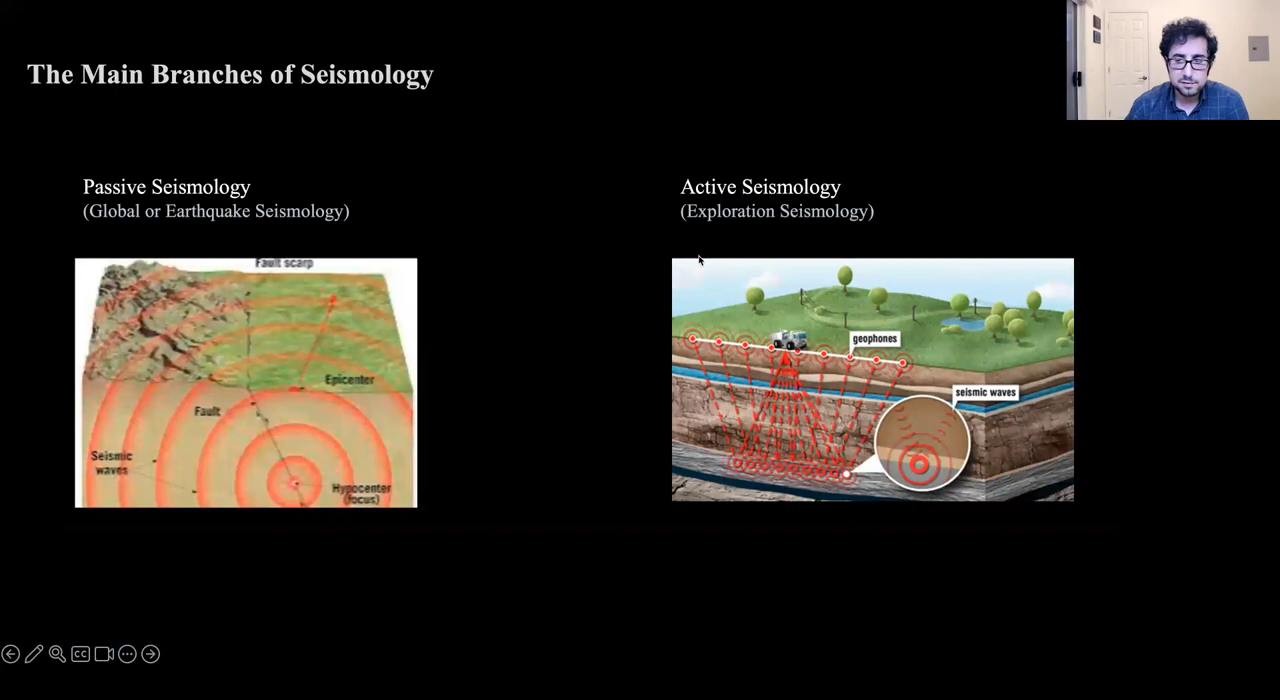 The Main Branches of Seismology
Passive Seismology
(Global or Earthquake Seismology)
Active Seismology
(Exploration Seismology)
Fault scarp
Epicenter
Fault
Seismic
waves
Hypocenter
(focus)
geophones
seismic waves
CC